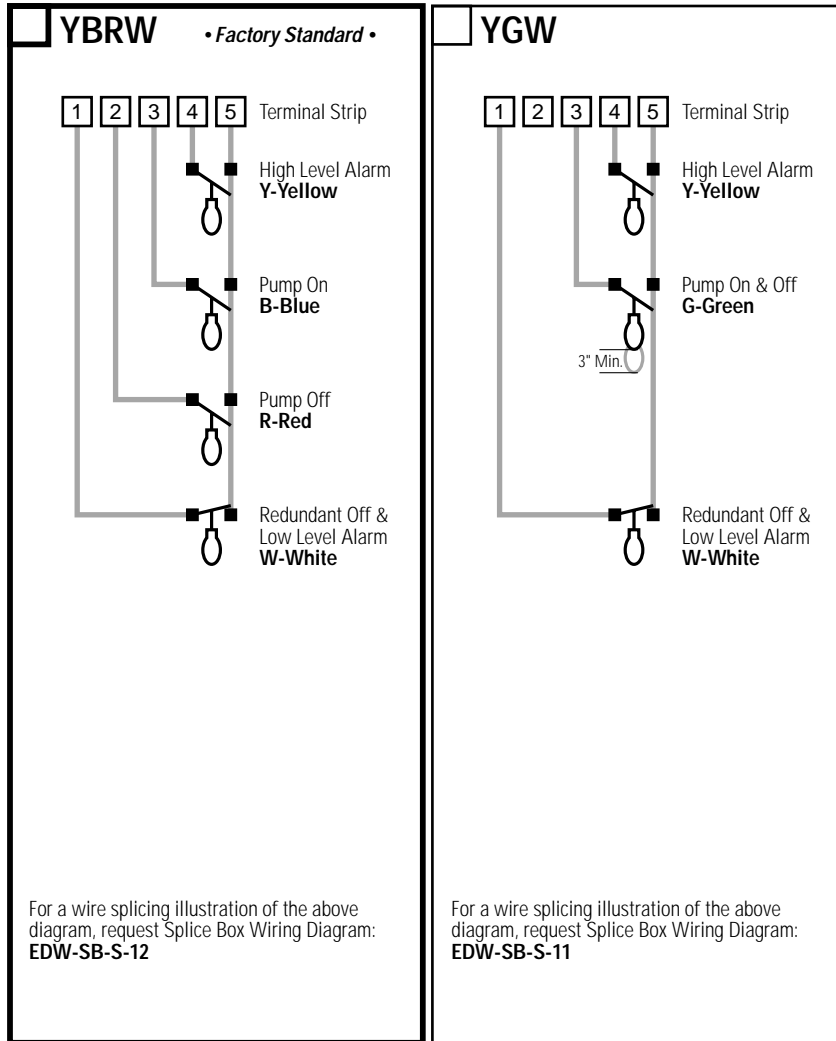 YBRW • Factory Standard •
1 2 3 4 5 Terminal Strip
High Level Alarm
Y-Yellow
Pump On
B-Blue
Pump Off
R-Red
Redundant Off &
Low Level Alarm
W-White
For a wire splicing illustration of the above
diagram, request Splice Box Wiring Diagram:
EDW-SB-S-12
YGW
1 2 3 4 5 Terminal Strip
High Level Alarm
Y-Yellow
Pump On & Off
G-Green
3" Min.
Redundant Off &
Low Level Alarm
W-White
For a wire splicing illustration of the above
diagram, request Splice Box Wiring Diagram:
EDW-SB-S-11